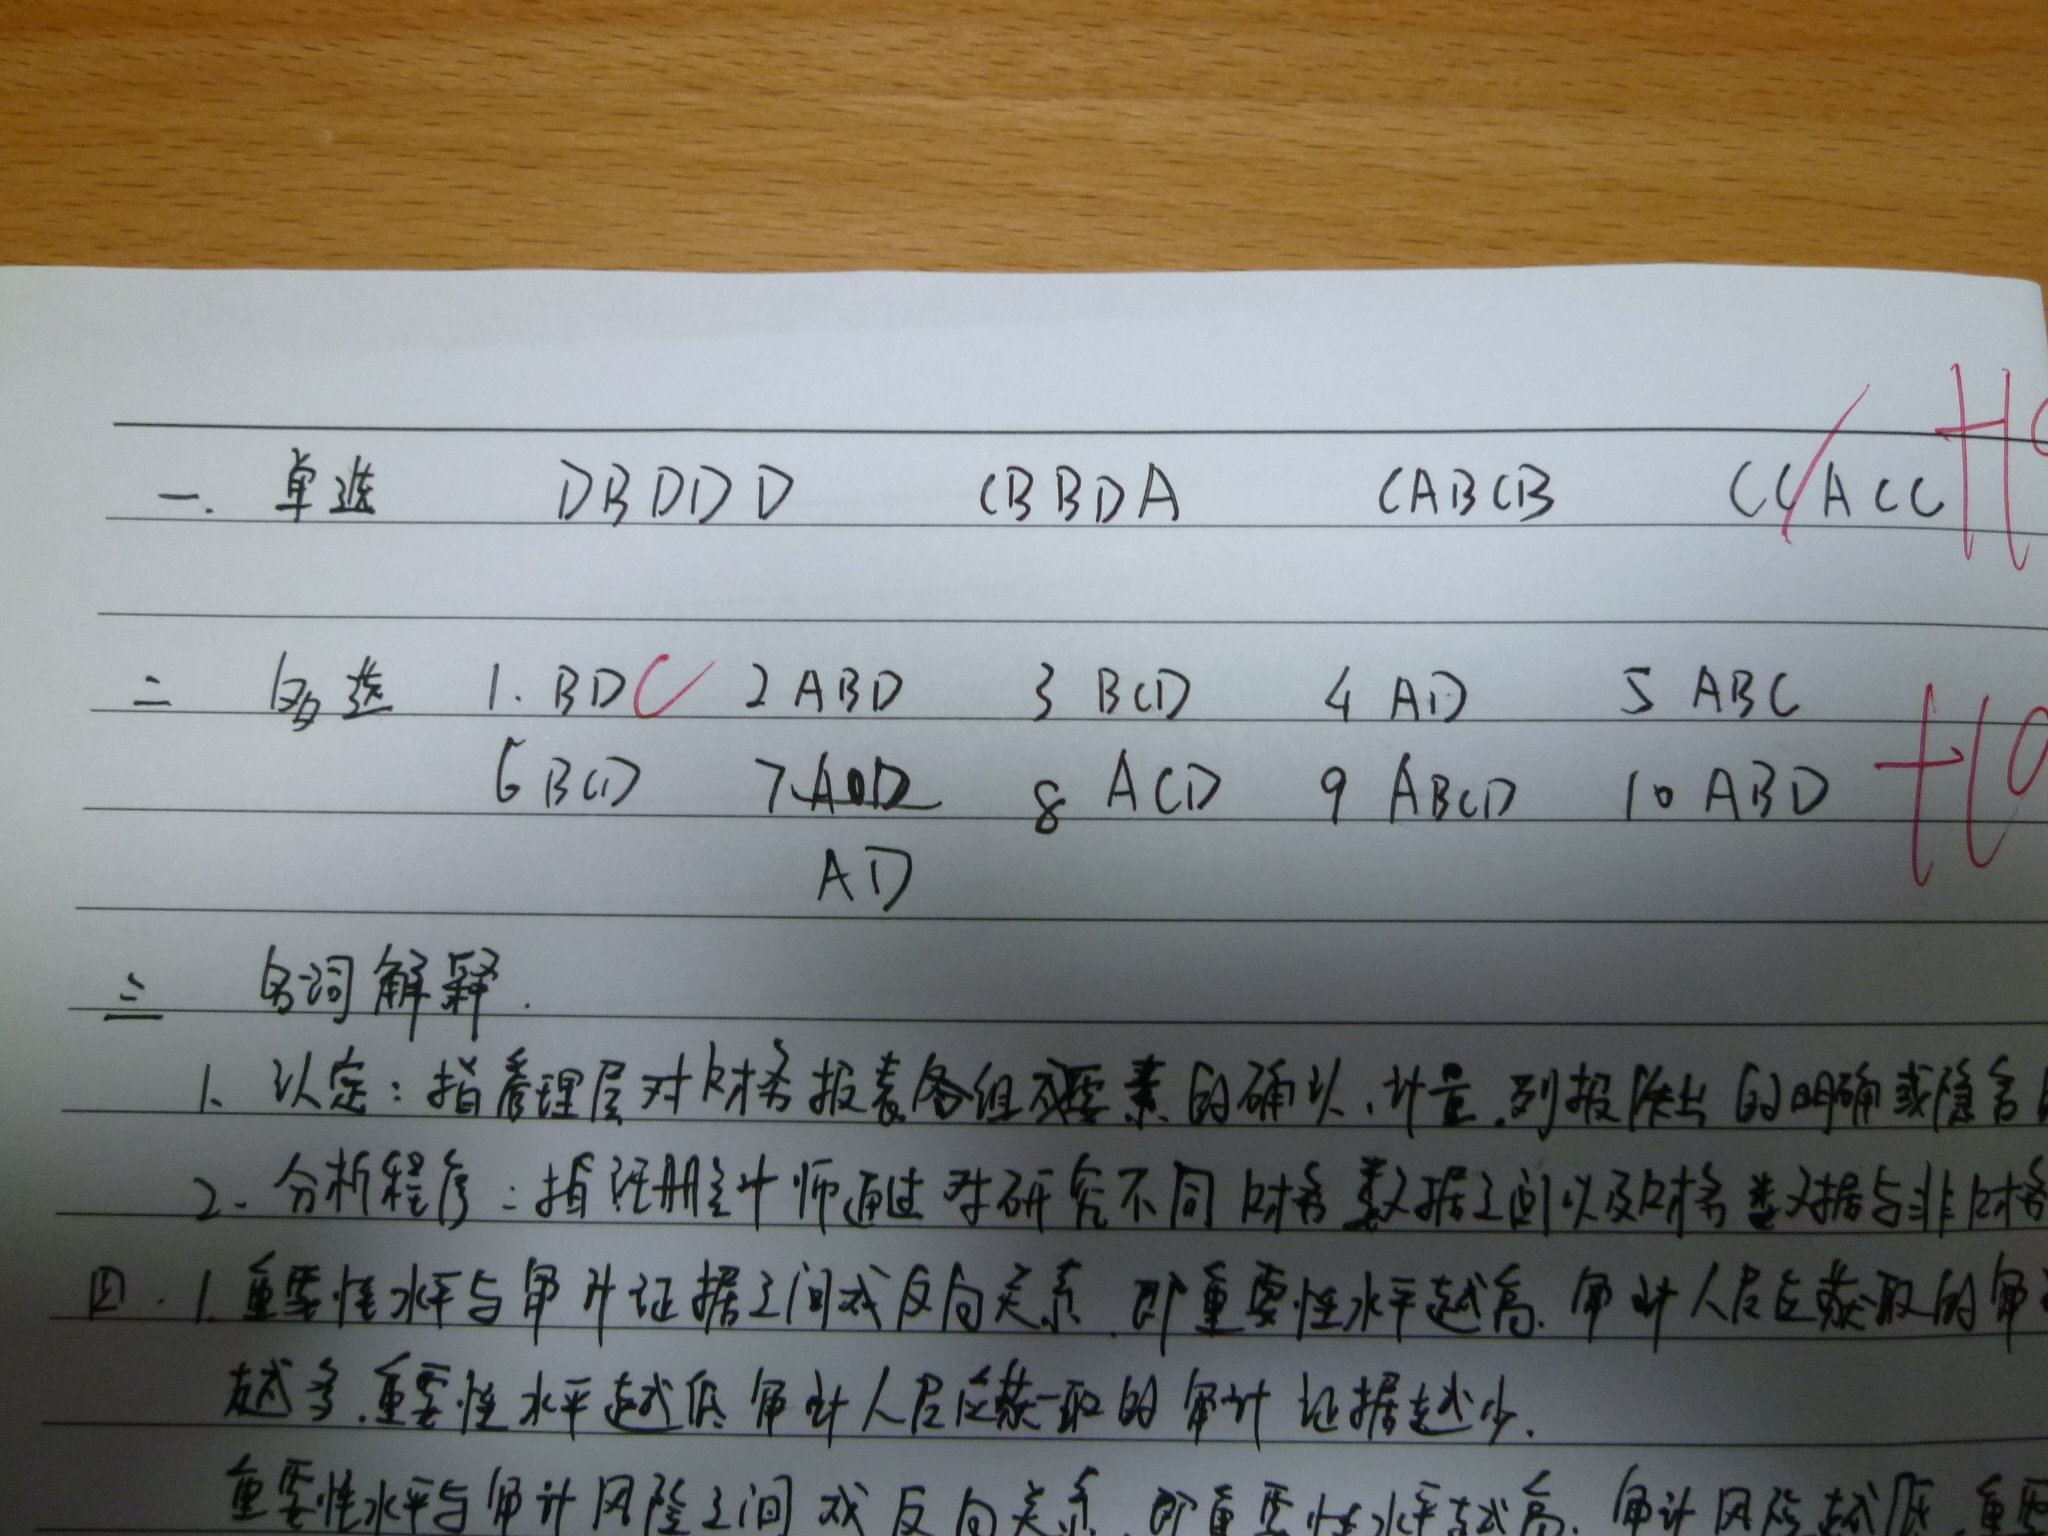 一. 单选 DBDDD CBBDA CABCB CCACC
二 多选 1. BDC 2 ABD 3 BCD 4 AD 5 ABC
6 BCD 7 8 ACD 9 ABCD 10 ABD +10
AD
三 名词解释.
1. 认定: 指管理层对财务报表各组成要素的确认、计量、列报作出的明确或隐含
2. 分析程序: 指注册会计师通过对研究不同财务数据之间以及财务数据与非财务
四. 1. 重要性水平与审计证据之间成反向关系, 即重要性水平越高, 审计人员应获取的审
越多, 重要性水平越低 审计人员应获取的审计证据越少.
重要性水平与审计风险之间成反向关系, 即重要性水平越高, 审计风险越低 重要